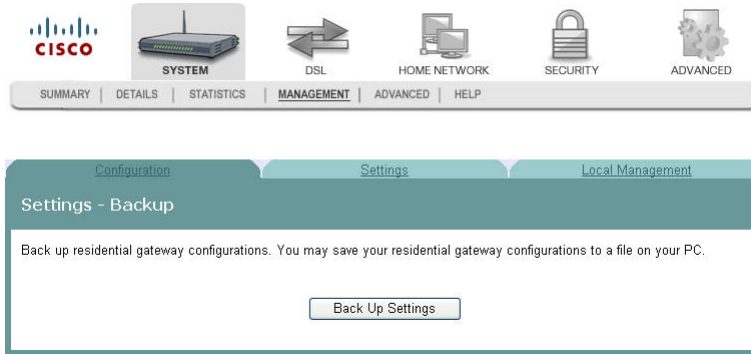 CISCO
SYSTEM DSL HOME NETWORK SECURITY ADVANCED
SUMMARY | DETAILS | STATISTICS | MANAGEMENT | ADVANCED | HELP
Configuration Settings Local Management
Settings - Backup
Back up residential gateway configurations. You may save your residential gateway configurations to a file on your PC.
Back Up Settings